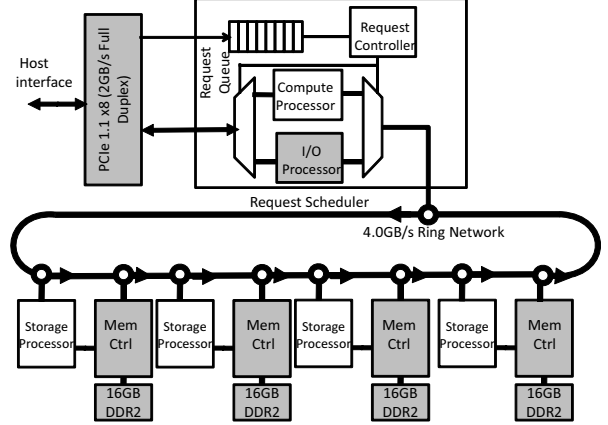 Host
interface
PCIe 1.1 x8 (2GB/s Full
Duplex)
Request
Queue
Request
Controller
Compute
Processor
I/O
Processor
Request Scheduler
4.0GB/s Ring Network
Storage
Processor
Mem
Ctrl
Storage
Processor
Mem
Ctrl
Storage
Processor
Mem
Ctrl
Storage
Processor
Mem
Ctrl
16GB
DDR2
16GB
DDR2
16GB
DDR2
16GB
DDR2